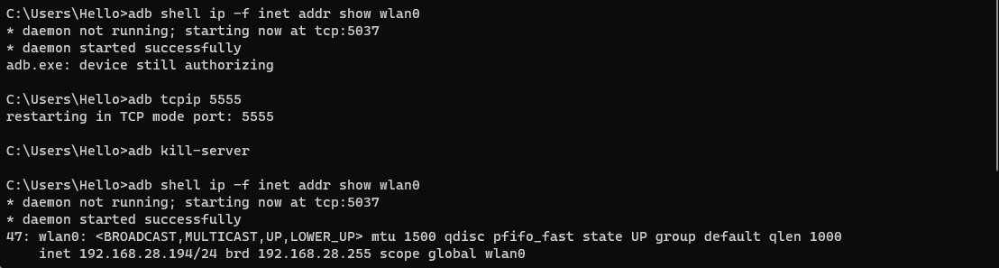 C:\Users\Hello>adb shell ip -f inet addr show wlan0
* daemon not running; starting now at tcp:5037
* daemon started successfully
adb.exe: device still authorizing
C:\Users\Hello>adb tcpip 5555
restarting in TCP mode port: 5555
C:\Users\Hello>adb kill-server
C:\Users\Hello>adb shell ip -f inet addr show wlan0
* daemon not running; starting now at tcp:5037
* daemon started successfully
47: wlan0: <BROADCAST,MULTICAST,UP,LOWER_UP> mtu 1500 qdisc pfifo_fast state UP group default qlen 1000
    inet 192.168.28.194/24 brd 192.168.28.255 scope global wlan0